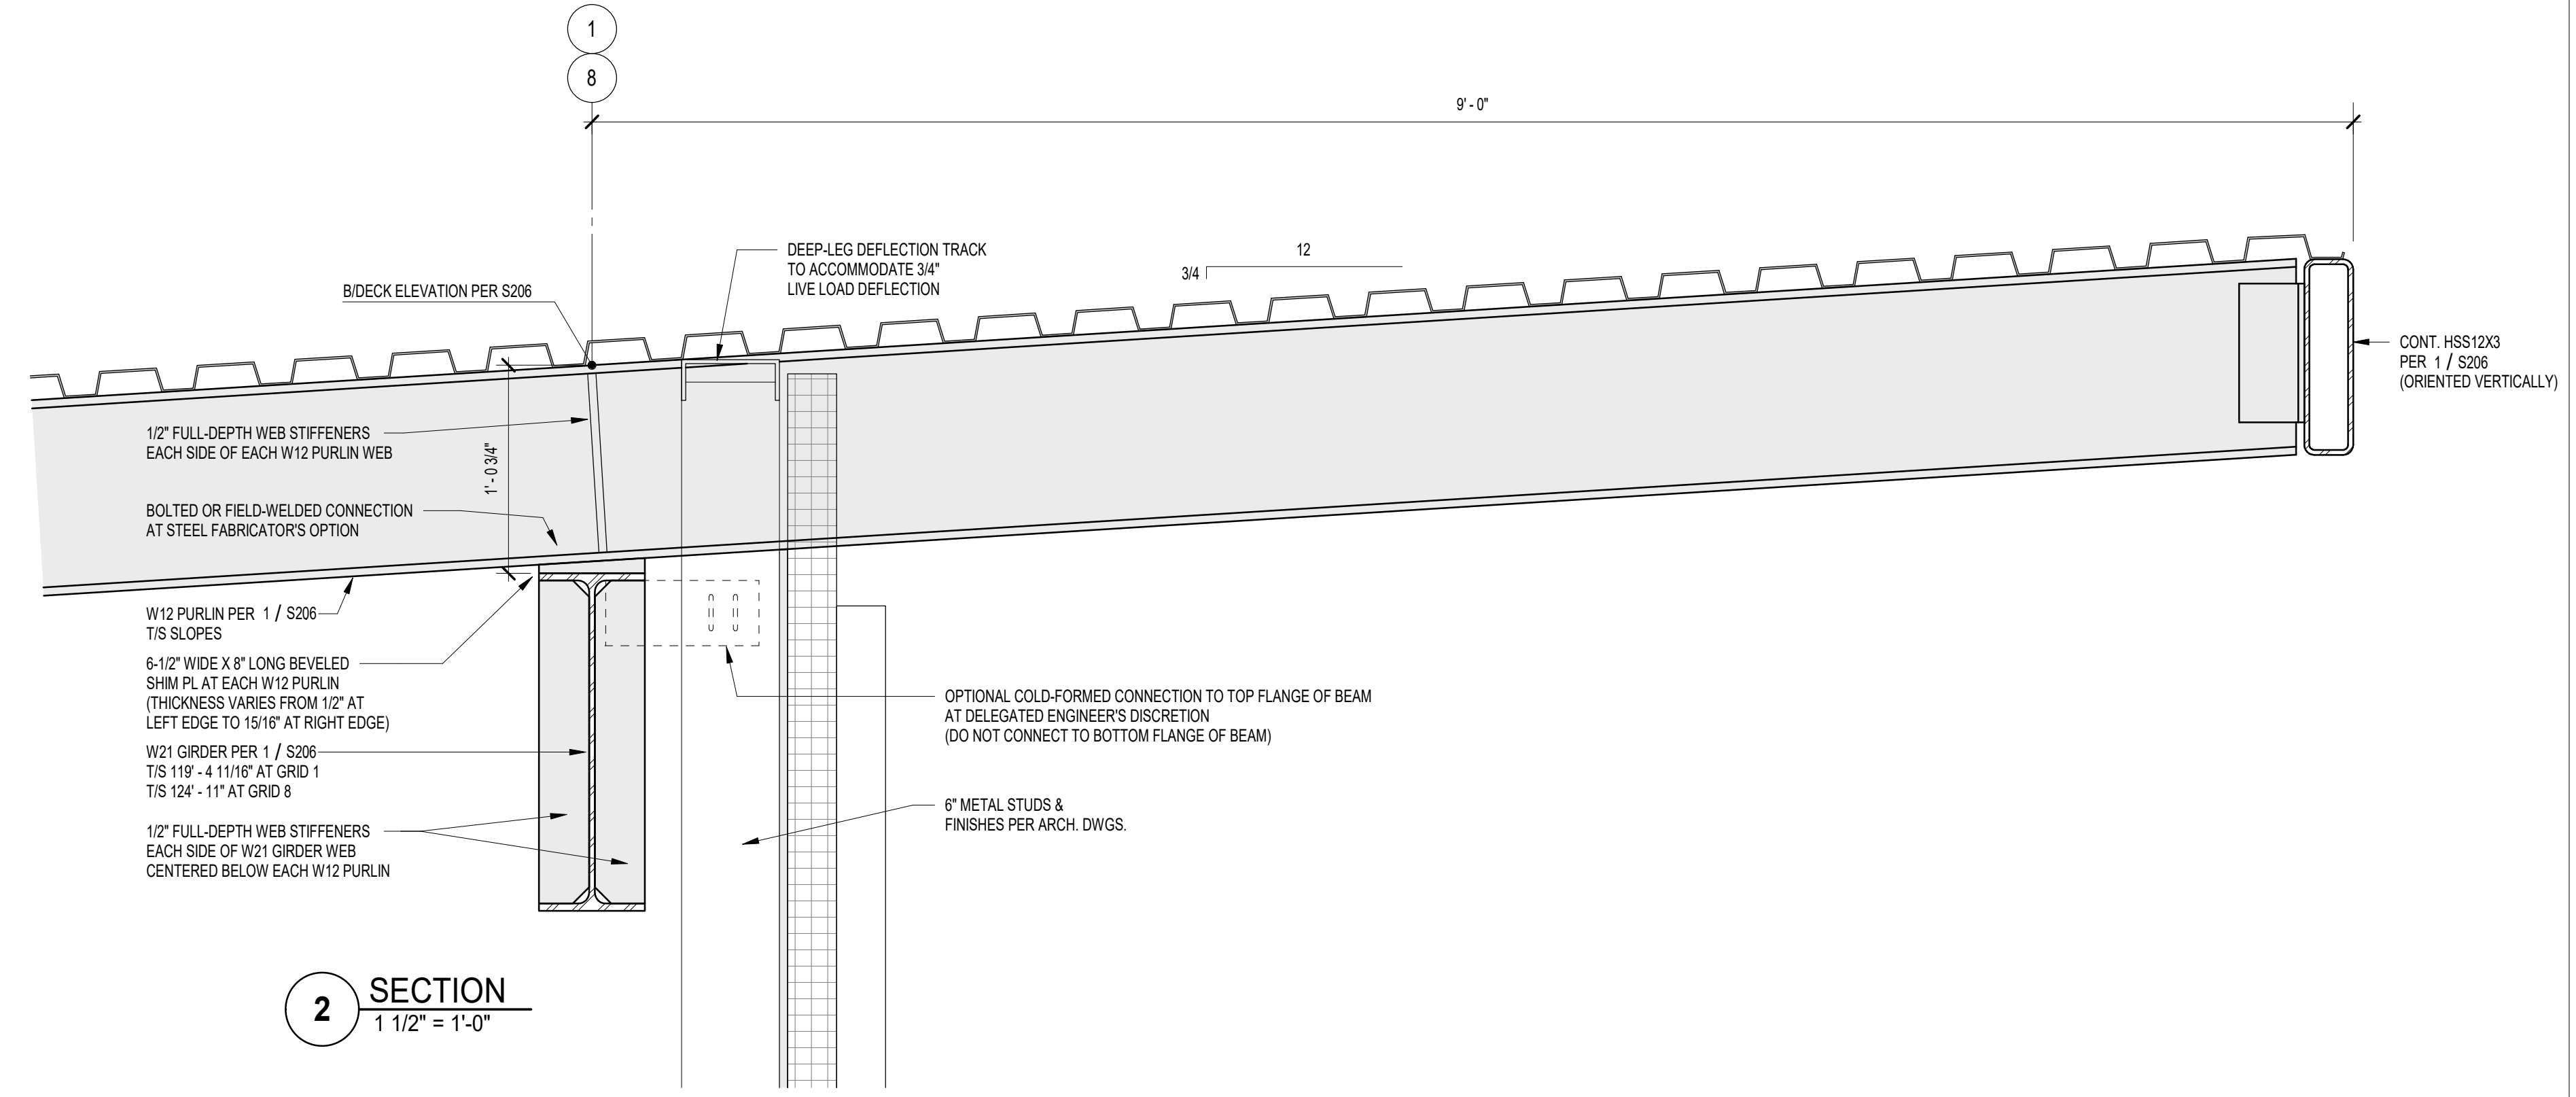 1
8
9' - 0"
DEEP-LEG DEFLECTION TRACK
TO ACCOMMODATE 3/4"
LIVE LOAD DEFLECTION
12
3/4
B/DECK ELEVATION PER S206
CONT. HSS12X3
PER 1 / S206
(ORIENTED VERTICALLY)
1/2" FULL-DEPTH WEB STIFFENERS
EACH SIDE OF EACH W12 PURLIN WEB
1' - 0 3/4"
BOLTED OR FIELD-WELDED CONNECTION
AT STEEL FABRICATOR'S OPTION
W12 PURLIN PER 1 / S206
T/S SLOPES
6-1/2" WIDE X 8" LONG BEVELED
SHIM PL AT EACH W12 PURLIN
(THICKNESS VARIES FROM 1/2" AT
LEFT EDGE TO 15/16" AT RIGHT EDGE)
W21 GIRDER PER 1 / S206
T/S 119' - 4 11/16" AT GRID 1
T/S 124' - 11" AT GRID 8
1/2" FULL-DEPTH WEB STIFFENERS
EACH SIDE OF W21 GIRDER WEB
CENTERED BELOW EACH W12 PURLIN
OPTIONAL COLD-FORMED CONNECTION TO TOP FLANGE OF BEAM
AT DELEGATED ENGINEER'S DISCRETION
(DO NOT CONNECT TO BOTTOM FLANGE OF BEAM)
6" METAL STUDS &
FINISHES PER ARCH. DWGS.
2
SECTION
1 1/2" = 1'-0"